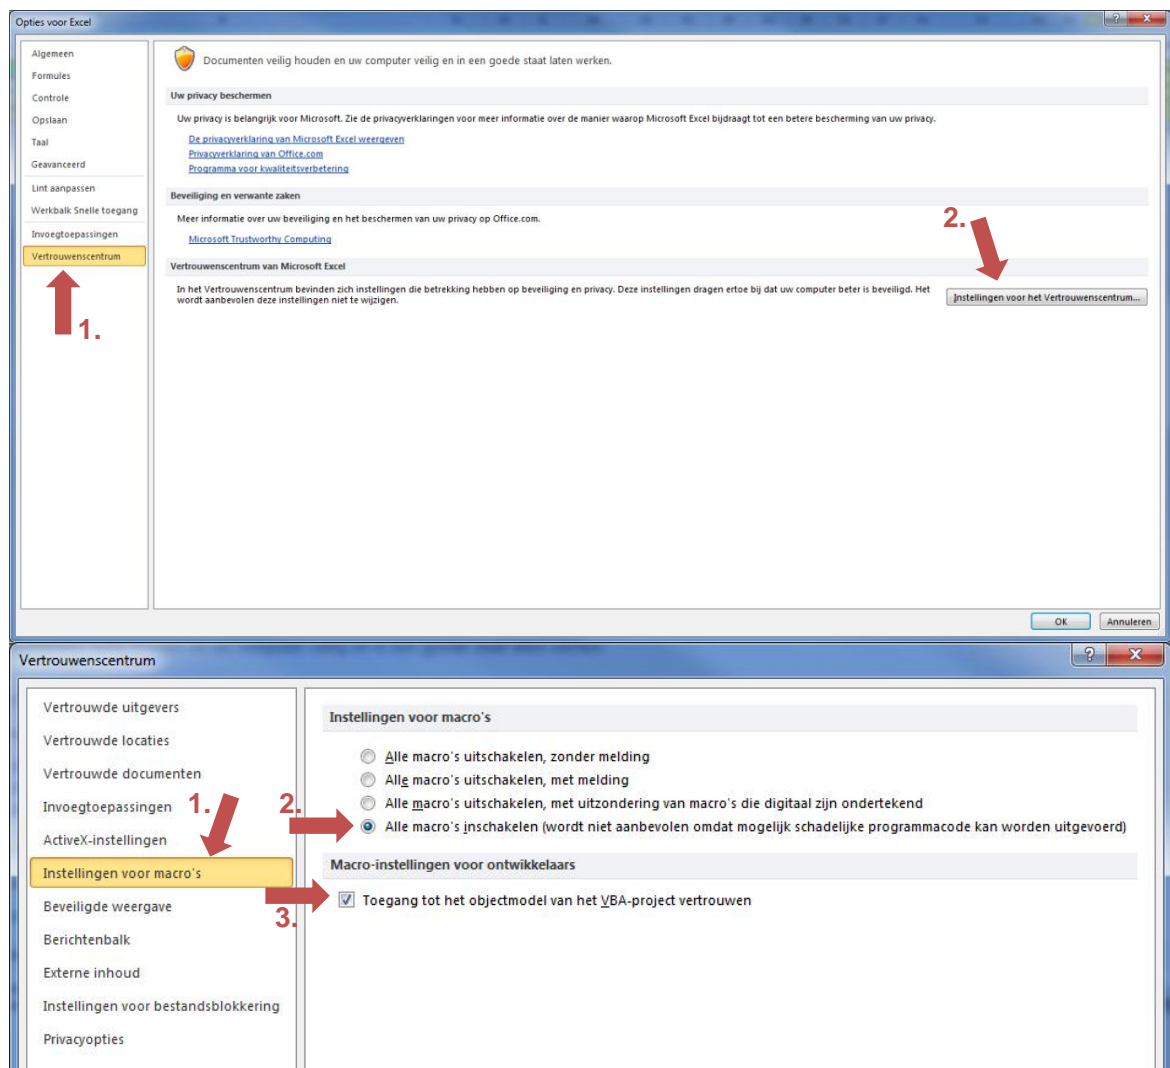 Opties voor Excel
Algemeen
Formules
Controle
Opslaan
Taal
Geavanceerd
Lint aanpassen
Werkbalk Snelle toegang
Invoegtoepassingen
Vertrouwenscentrum
1.
Documenten veilig houden en uw computer veilig en in een goede staat laten werken.
Uw privacy beschermen
Uw privacy is belangrijk voor Microsoft. Zie de privacyverklaringen voor meer informatie over de manier waarop Microsoft Excel bijdraagt tot een betere bescherming van uw privacy.
De privacyverklaring van Microsoft Excel weergeven
Privacyverklaring van Office.com
Programma voor kwaliteitsverbetering
Beveiliging en verwante zaken
Meer informatie over uw beveiliging en het beschermen van uw privacy op Office.com.
Microsoft Trustworthy Computing
2.
Vertrouwenscentrum van Microsoft Excel
In het Vertrouwenscentrum bevinden zich instellingen die betrekking hebben op beveiliging en privacy. Deze instellingen dragen ertoe bij dat uw computer beter is beveiligd. Het
wordt aanbevolen deze instellingen niet te wijzigen.
Instellingen voor het Vertrouwenscentrum...
OK
Annuleren
Vertrouwenscentrum
Vertrouwde uitgevers
Vertrouwde locaties
Vertrouwde documenten
Invoegtoepassingen
ActiveX-instellingen
Instellingen voor macro's
Beveiligde weergave
Berichtenbalk
Externe inhoud
Instellingen voor bestandsblokkering
Privacyopties
1.
2.
3.
Instellingen voor macro's
Alle macro's uitschakelen, zonder melding
Alle macro's uitschakelen, met melding
Alle macro's uitschakelen, met uitzondering van macro's die digitaal zijn ondertekend
Alle macro's inschakelen (wordt niet aanbevolen omdat mogelijk schadelijke programmacode kan worden uitgevoerd)
Macro-instellingen voor ontwikkelaars
Toegang tot het objectmodel van het VBA-project vertrouwen